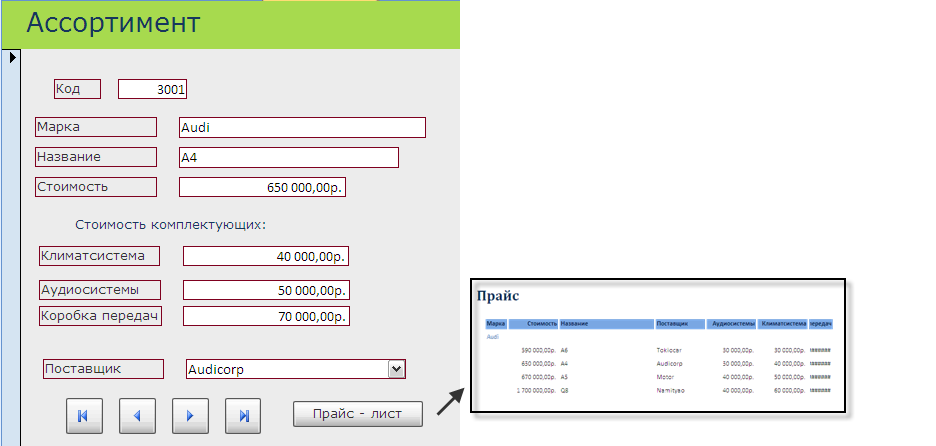 Ассортимент
Код 3001
Марка Audi
Название A4
Стоимость 650 000,00р.
Стоимость комплектующих:
Климатсистема 40 000,00р.
Аудиосистемы 50 000,00р.
Коробка передач 70 000,00р.
Поставщик Audicorp
Прайс - лист
Прайс
Марка Стоимость Название Поставщик Аудиосистемы Климатсистема передач
Audi
590 000,00р. A6 Tokiocar 30 000,00р. 30 000,00р. #######
630 000,00р. A4 Audicorp 30 000,00р. 40 000,00р. #######
670 000,00р. A5 Motor 40 000,00р. 50 000,00р. #######
1 700 000,00р. Q8 Namityao 40 000,00р. 60 000,00р. #######